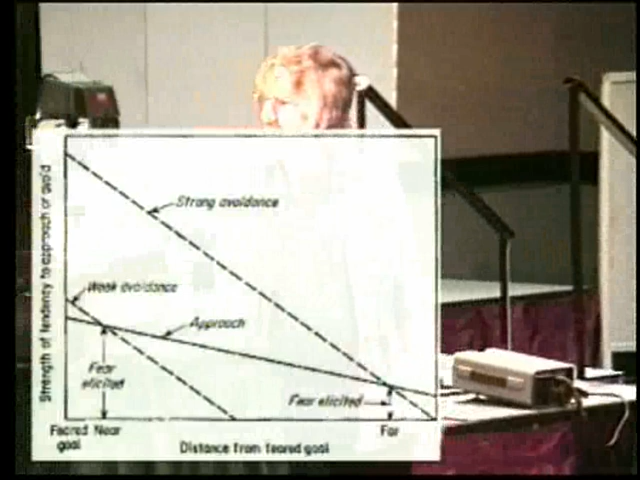 Strength of tendency to approach or avoid
Strong avoidance
Weak avoidance
Approach
Fear
elicited
Fear elicited
Feared Near
goal
Far
Distance from feared goal